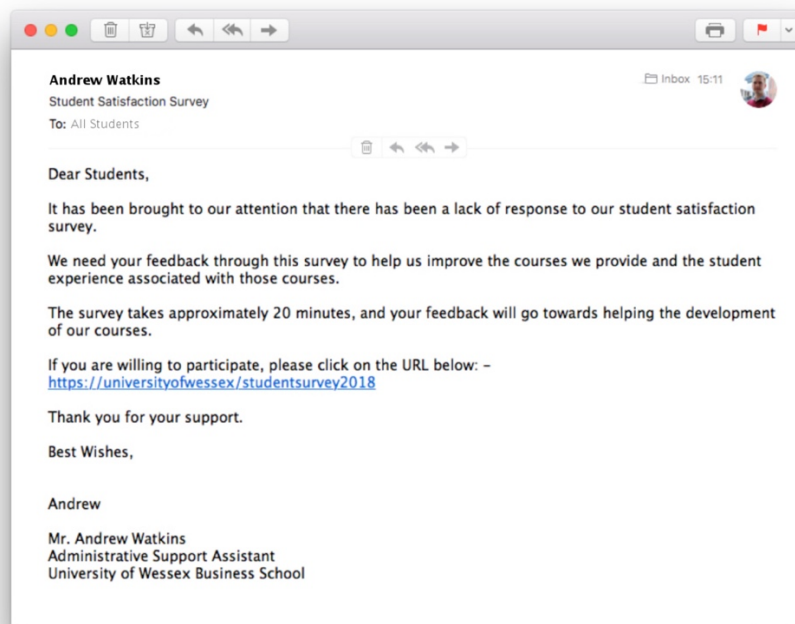 Andrew Watkins
Inbox 15:11
Student Satisfaction Survey
To: All Students
Dear Students,
It has been brought to our attention that there has been a lack of response to our student satisfaction
survey.
We need your feedback through this survey to help us improve the courses we provide and the student
experience associated with those courses.
The survey takes approximately 20 minutes, and your feedback will go towards helping the development
of our courses.
If you are willing to participate, please click on the URL below: –
https://universityofwessex/studentsurvey2018
Thank you for your support.
Best Wishes,
Andrew
Mr. Andrew Watkins
Administrative Support Assistant
University of Wessex Business School